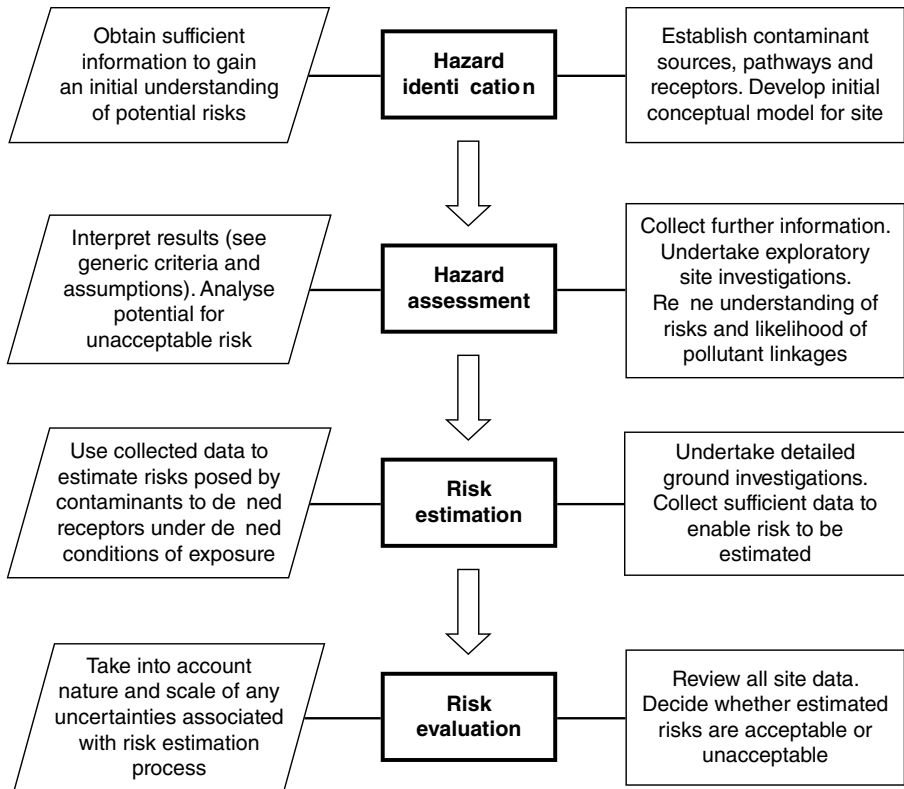 Obtain sufficient
information to gain
an initial understanding
of potential risks
Hazard
identi cation
Establish contaminant
sources, pathways and
receptors. Develop initial
conceptual model for site
Interpret results (see
generic criteria and
assumptions). Analyse
potential for
unacceptable risk
Hazard
assessment
Collect further information.
Undertake exploratory
site investigations.
Re ne understanding of
risks and likelihood of
pollutant linkages
Use collected data to
estimate risks posed by
contaminants to de ned
receptors under de ned
conditions of exposure
Risk
estimation
Undertake detailed
ground investigations.
Collect sufficient data to
enable risk to be
estimated
Take into account
nature and scale of any
uncertainties associated
with risk estimation
process
Risk
evaluation
Review all site data.
Decide whether estimated
risks are acceptable or
unacceptable